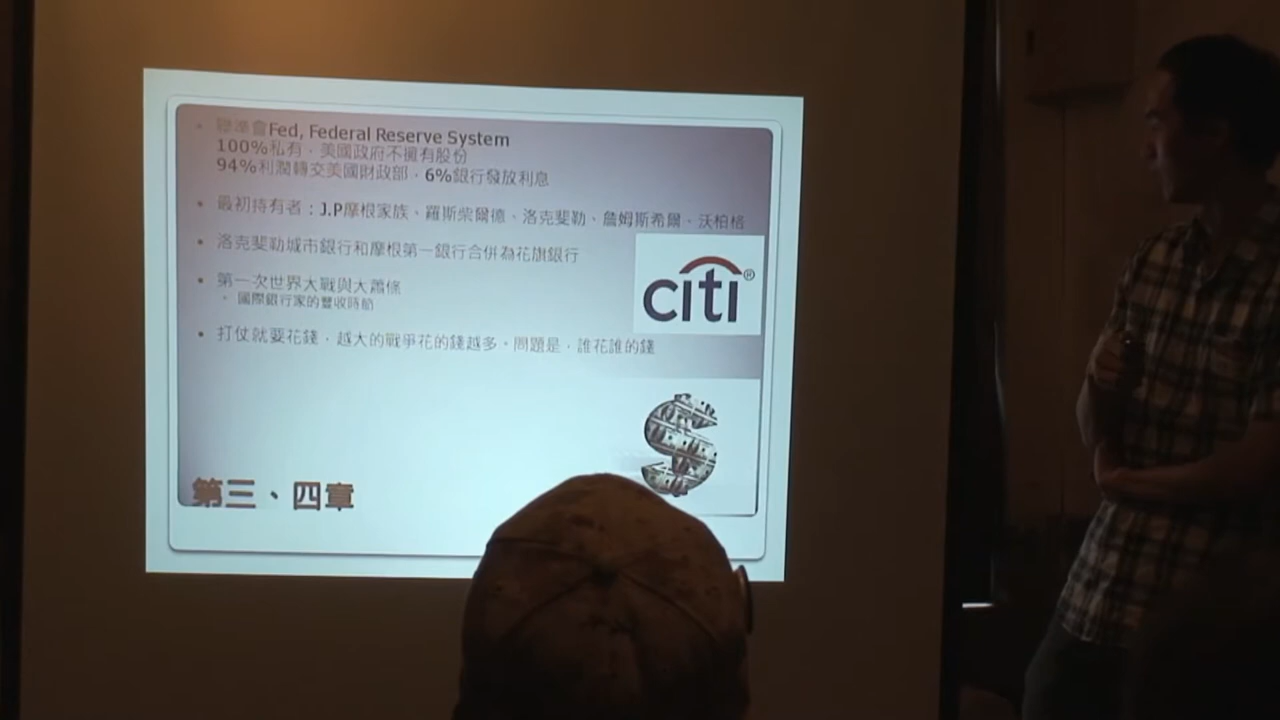 聯準會Fed, Federal Reserve System
100%私有，美國政府不擁有股份
94%利潤轉交美國財政部，6%銀行發放利息
最初持有者：J.P摩根家族、羅斯柴爾德、洛克斐勒、詹姆斯希爾、沃柏格
洛克斐勒城市銀行和摩根第一銀行合併為花旗銀行
citi®
第一次世界大戰與大蕭條
國際銀行家的豐收時節
打仗就要花錢，越大的戰爭花的錢越多。問題是，誰花誰的錢
第三、四章